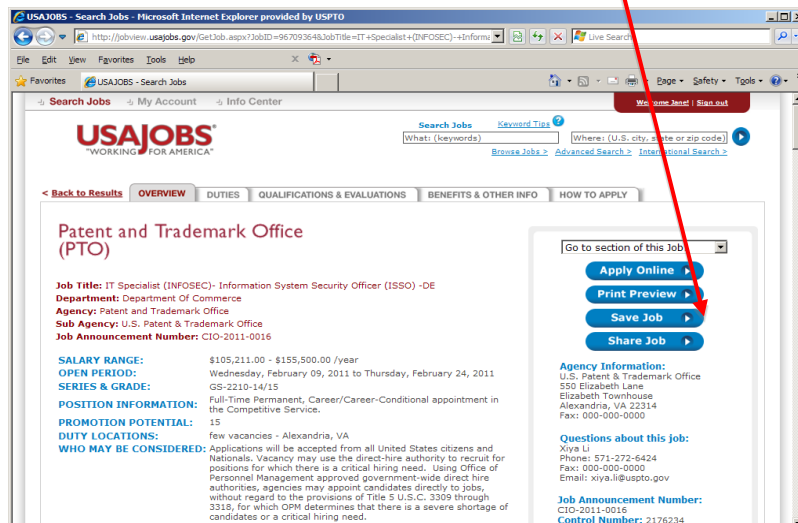 USAJOBS - Search Jobs - Microsoft Internet Explorer provided by USPTO
http://jobview.usajobs.gov/GetJob.aspx?JobID=96709364&JobTitle=IT+Specialist+(INFOSEC)-+Informa
Live Search
File Edit View Favorites Tools Help
Favorites USAJOBS - Search Jobs
Page Safety Tools
Search Jobs My Account Info Center
Welcome Jane! | Sign out
Search Jobs Keyword Tips
USAJOBS
"WORKING FOR AMERICA"
What: (keywords) Where: (U.S. city, state or zip code)
Browse Jobs > Advanced Search > International Search >
< Back to Results OVERVIEW DUTIES QUALIFICATIONS & EVALUATIONS BENEFITS & OTHER INFO HOW TO APPLY
Patent and Trademark Office
(PTO)
Job Title: IT Specialist (INFOSEC)- Information System Security Officer (ISSO) -DE
Department: Department Of Commerce
Agency: Patent and Trademark Office
Sub Agency: U.S. Patent & Trademark Office
Job Announcement Number: CIO-2011-0016
SALARY RANGE: $105,211.00 - $155,500.00 /year
OPEN PERIOD: Wednesday, February 09, 2011 to Thursday, February 24, 2011
SERIES & GRADE: GS-2210-14/15
POSITION INFORMATION: Full-Time Permanent, Career/Career-Conditional appointment in
the Competitive Service.
PROMOTION POTENTIAL: 15
DUTY LOCATIONS: few vacancies - Alexandria, VA
WHO MAY BE CONSIDERED: Applications will be accepted from all United States citizens and
Nationals. Vacancy may use the direct-hire authority to recruit for
positions for which there is a critical hiring need. Using Office of
Personnel Management approved government-wide direct hire
authorities, agencies may appoint candidates directly to jobs,
without regard to the provisions of Title 5 U.S.C. 3309 through
3318, for which OPM determines that there is a severe shortage of
candidates or a critical hiring need.
Go to section of this Job
Apply Online
Print Preview
Save Job
Share Job
Agency Information:
U.S. Patent & Trademark Office
550 Elizabeth Lane
Elizabeth Townhouse
Alexandria, VA 22314
Fax: 000-000-0000
Questions about this job:
Xiya Li
Phone: 571-272-6424
Fax: 000-000-0000
Email: xiya.li@uspto.gov
Job Announcement Number:
CIO-2011-0016
Control Number: 2176234